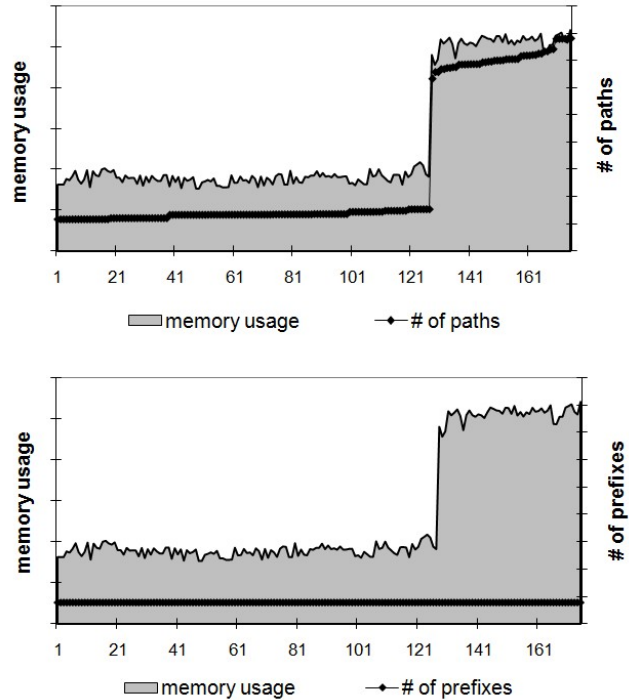 memory usage
# of paths
1 21 41 61 81 101 121 141 161
memory usage # of paths
memory usage
# of prefixes
1 21 41 61 81 101 121 141 161
memory usage # of prefixes